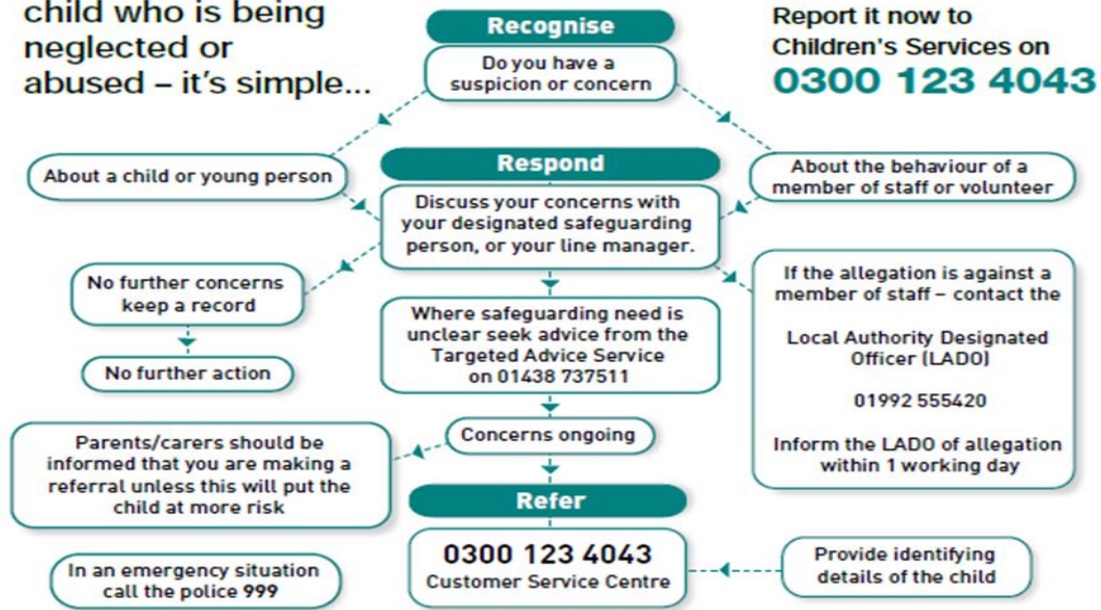 child who is being
neglected or
abused – it's simple...
Recognise
Do you have a
suspicion or concern
Report it now to
Children's Services on
0300 123 4043
About a child or young person
Respond
Discuss your concerns with
your designated safeguarding
person, or your line manager.
About the behaviour of a
member of staff or volunteer
No further concerns
keep a record
No further action
Where safeguarding need is
unclear seek advice from the
Targeted Advice Service
on 01438 737511
If the allegation is against a
member of staff – contact the
Local Authority Designated
Officer (LADO)
01992 555420
Inform the LADO of allegation
within 1 working day
Concerns ongoing
Parents/carers should be
informed that you are making a
referral unless this will put the
child at more risk
Refer
0300 123 4043
Customer Service Centre
Provide identifying
details of the child
In an emergency situation
call the police 999